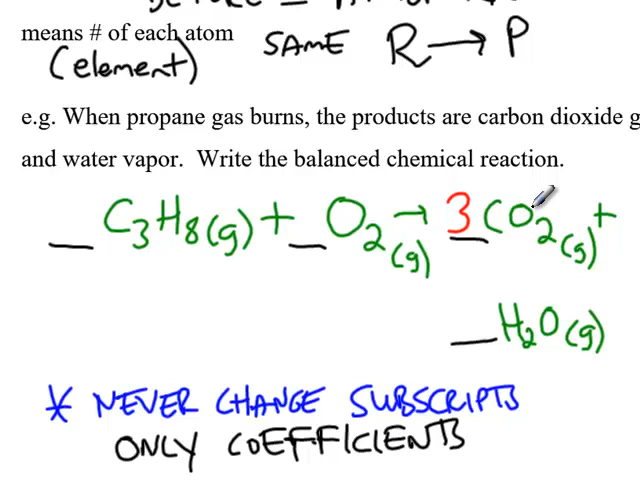 means # of each atom SAME R → P
(element)
e.g. When propane gas burns, the products are carbon dioxide g
and water vapor. Write the balanced chemical reaction.
_ C3H8(g) + _ O2(g) → 3 CO2(g) +
_ H2O(g)
* NEVER CHANGE SUBSCRIPTS
ONLY COEFFICIENTS